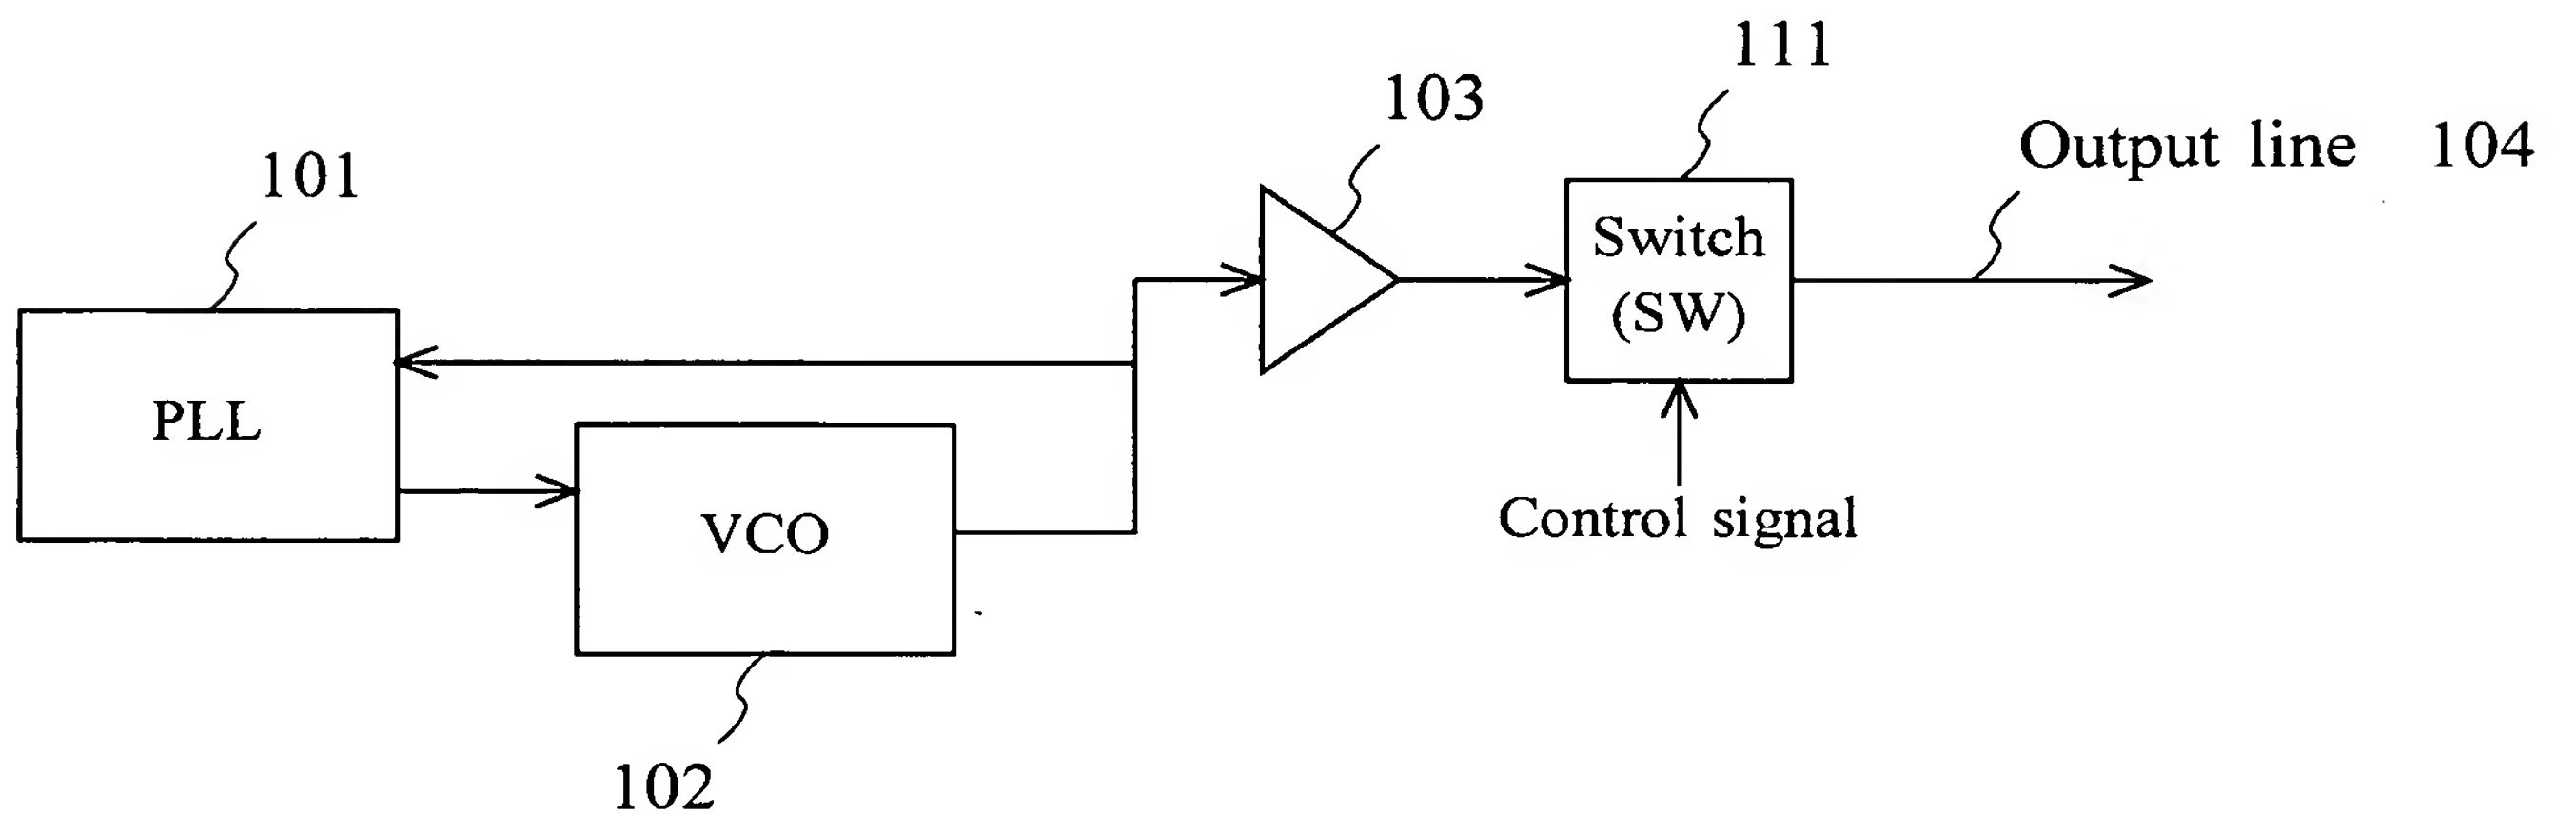 111
103
Output line 104
101
Switch
(SW)
PLL
Control signal
VCO
102